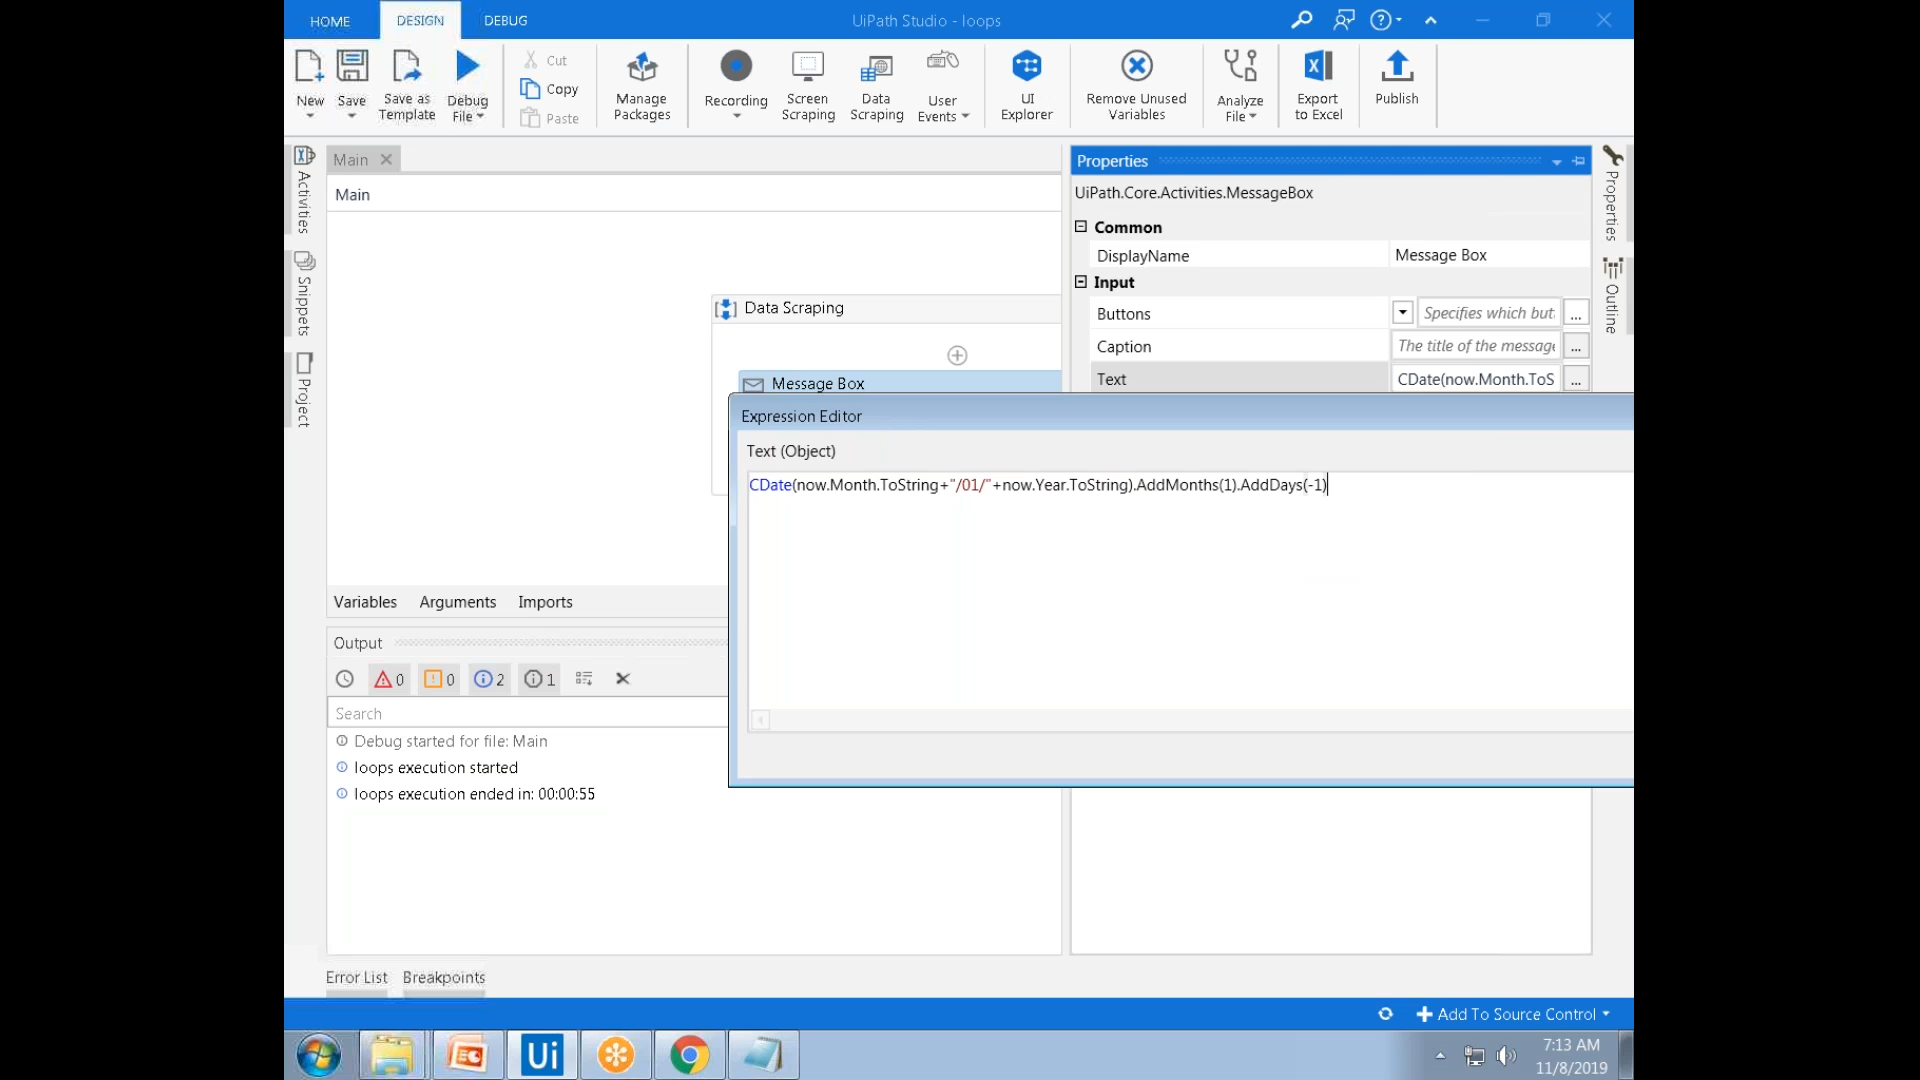 HOME DESIGN DEBUG UiPath Studio - loops
New Save Save as Template Debug File Cut Copy Paste Manage Packages Recording Screen Scraping Data Scraping User Events UI Explorer Remove Unused Variables Analyze File Export to Excel Publish
Activities
Snippets
Project
Main
Main
Data Scraping
Message Box
Properties
UiPath.Core.Activities.MessageBox
Common
DisplayName Message Box
Input
Buttons Specifies which but ...
Caption The title of the message ...
Text CDate(now.Month.ToS ...
Properties
Outline
Expression Editor
Text (Object)
CDate(now.Month.ToString+"/01/"+now.Year.ToString).AddMonths(1).AddDays(-1)
Variables Arguments Imports
Output
0 0 2 1
Search
Debug started for file: Main
loops execution started
loops execution ended in: 00:00:55
Error List Breakpoints
Add To Source Control
Ui
7:13 AM
11/8/2019